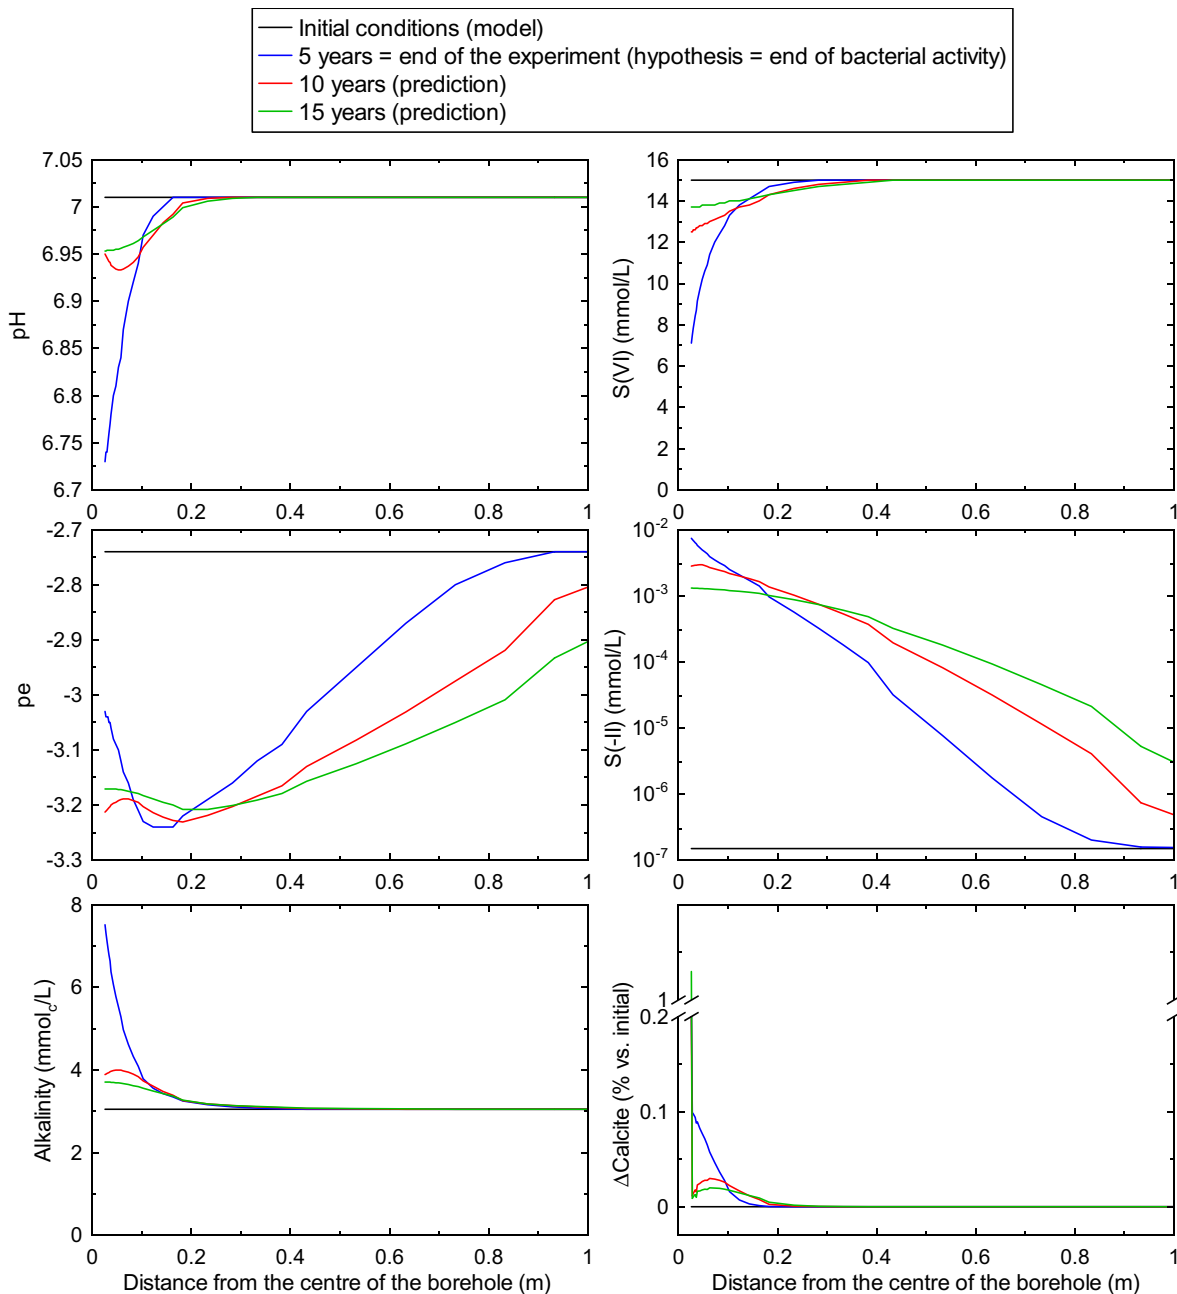 Initial conditions (model)
5 years = end of the experiment (hypothesis = end of bacterial activity)
10 years (prediction)
15 years (prediction)
7.05
7
6.95
6.9
6.85
6.8
6.75
6.7
pH
0 0.2 0.4 0.6 0.8 1
16
14
12
10
8
6
4
2
0
S(VI) (mmol/L)
0 0.2 0.4 0.6 0.8 1
-2.7
-2.8
-2.9
-3
-3.1
-3.2
-3.3
pe
0 0.2 0.4 0.6 0.8 1
10⁻²
10⁻³
10⁻⁴
10⁻⁵
10⁻⁶
10⁻⁷
S(-II) (mmol/L)
0 0.2 0.4 0.6 0.8 1
8
6
4
2
0
Alkalinity (mmol_c/L)
0 0.2 0.4 0.6 0.8 1
Distance from the centre of the borehole (m)
1
0.2
0.1
0
ΔCalcite (% vs. initial)
0 0.2 0.4 0.6 0.8 1
Distance from the centre of the borehole (m)